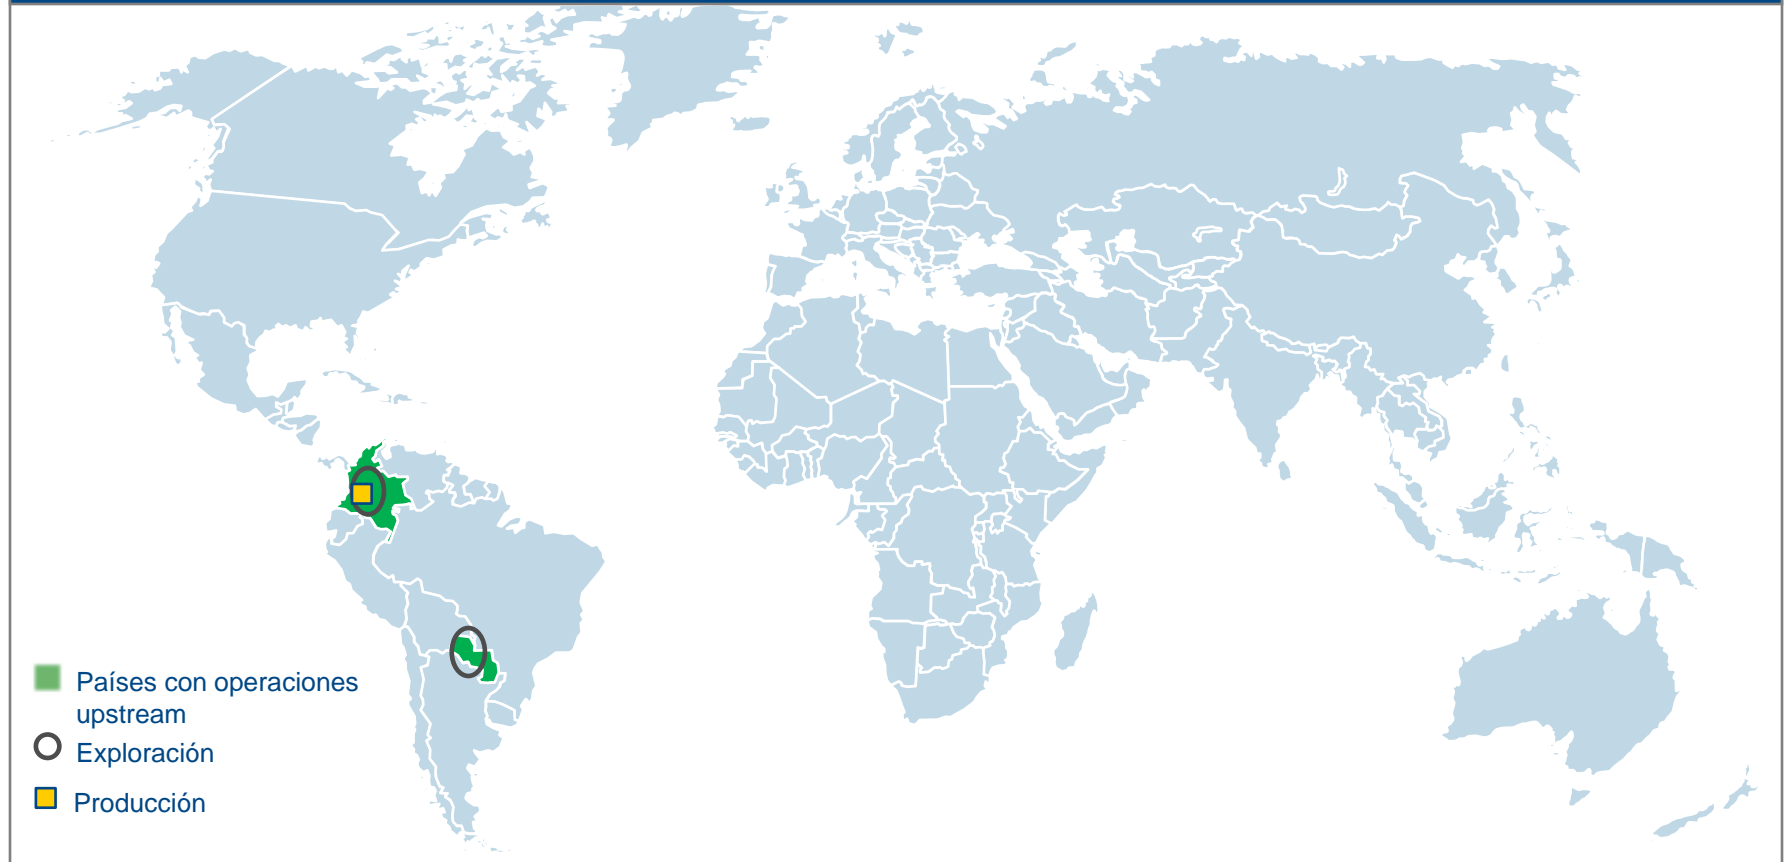 Países con operaciones
upstream
Exploración
Producción